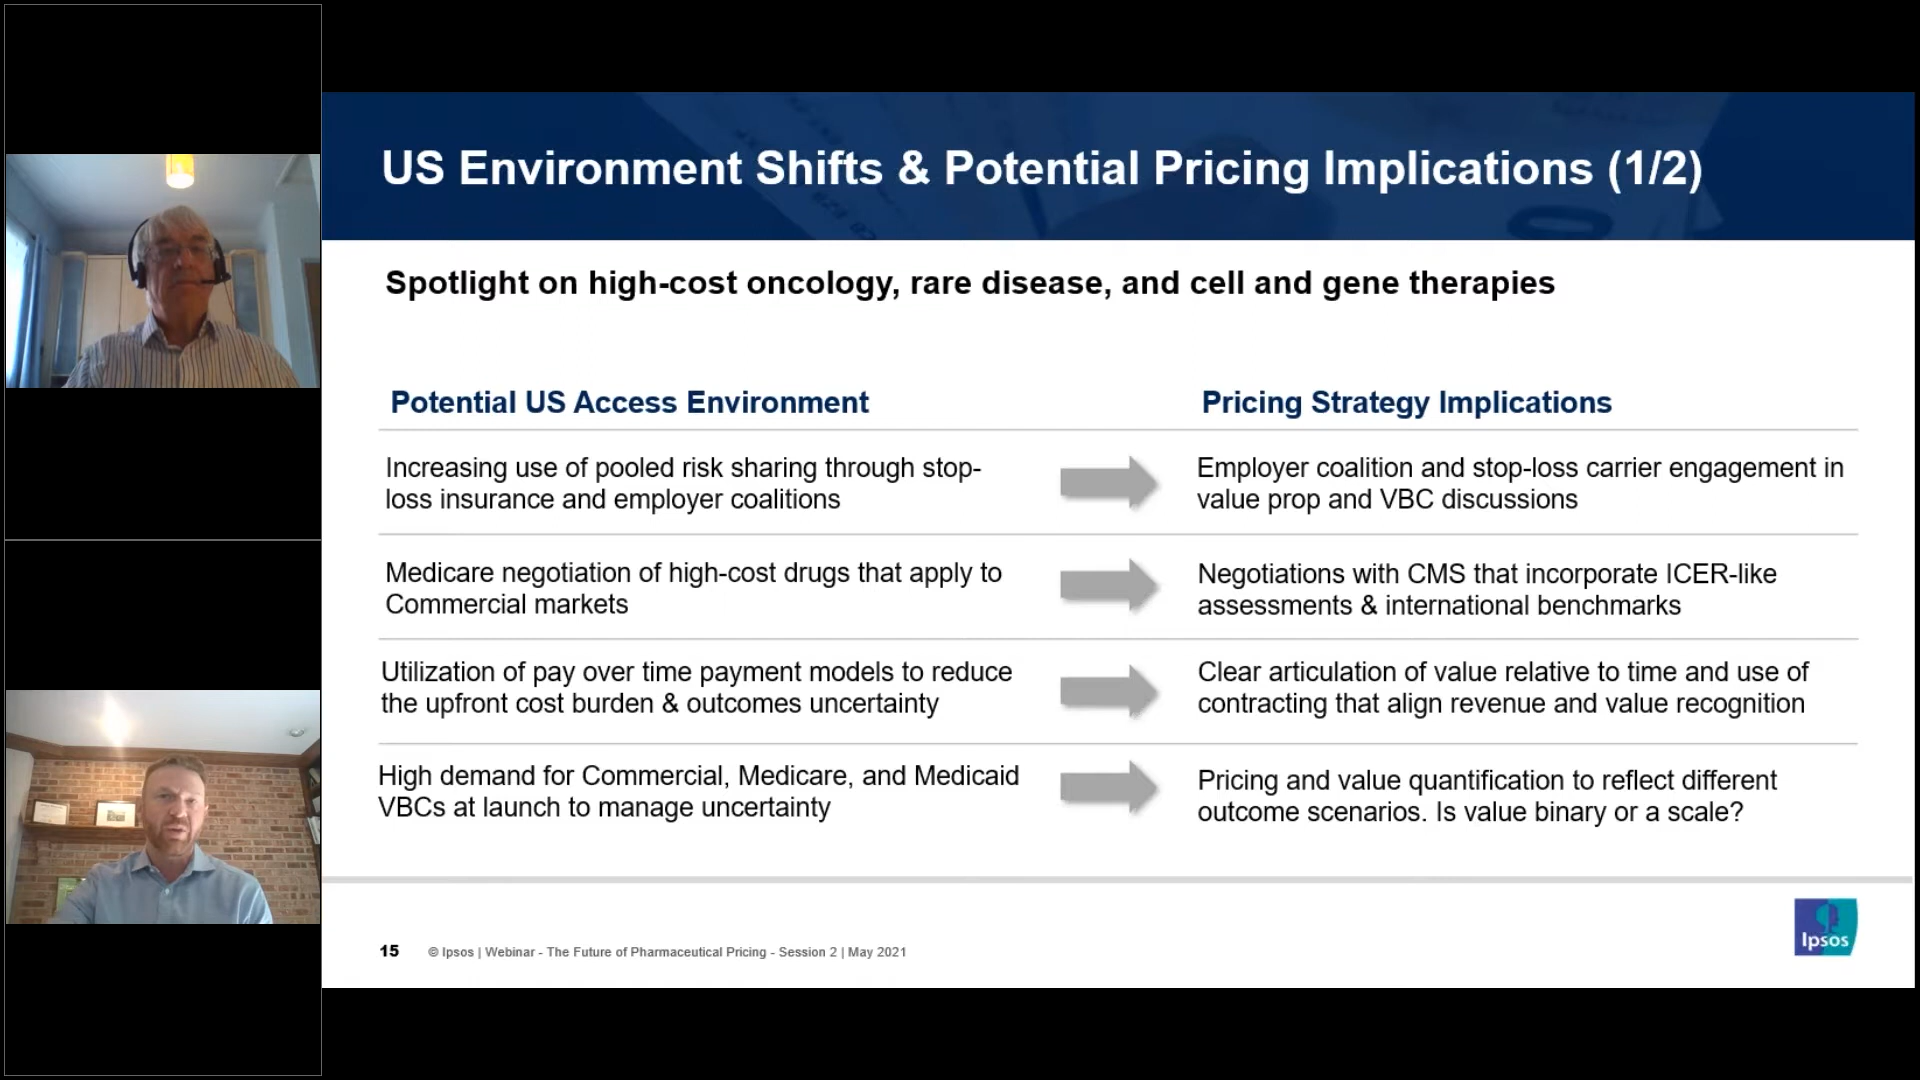 US Environment Shifts & Potential Pricing Implications (1/2)
Spotlight on high-cost oncology, rare disease, and cell and gene therapies
Potential US Access Environment
Pricing Strategy Implications
Increasing use of pooled risk sharing through stop-
loss insurance and employer coalitions
Employer coalition and stop-loss carrier engagement in
value prop and VBC discussions
Medicare negotiation of high-cost drugs that apply to
Commercial markets
Negotiations with CMS that incorporate ICER-like
assessments & international benchmarks
Utilization of pay over time payment models to reduce
the upfront cost burden & outcomes uncertainty
Clear articulation of value relative to time and use of
contracting that align revenue and value recognition
High demand for Commercial, Medicare, and Medicaid
VBCs at launch to manage uncertainty
Pricing and value quantification to reflect different
outcome scenarios. Is value binary or a scale?
15 © Ipsos | Webinar - The Future of Pharmaceutical Pricing - Session 2 | May 2021
Ipsos